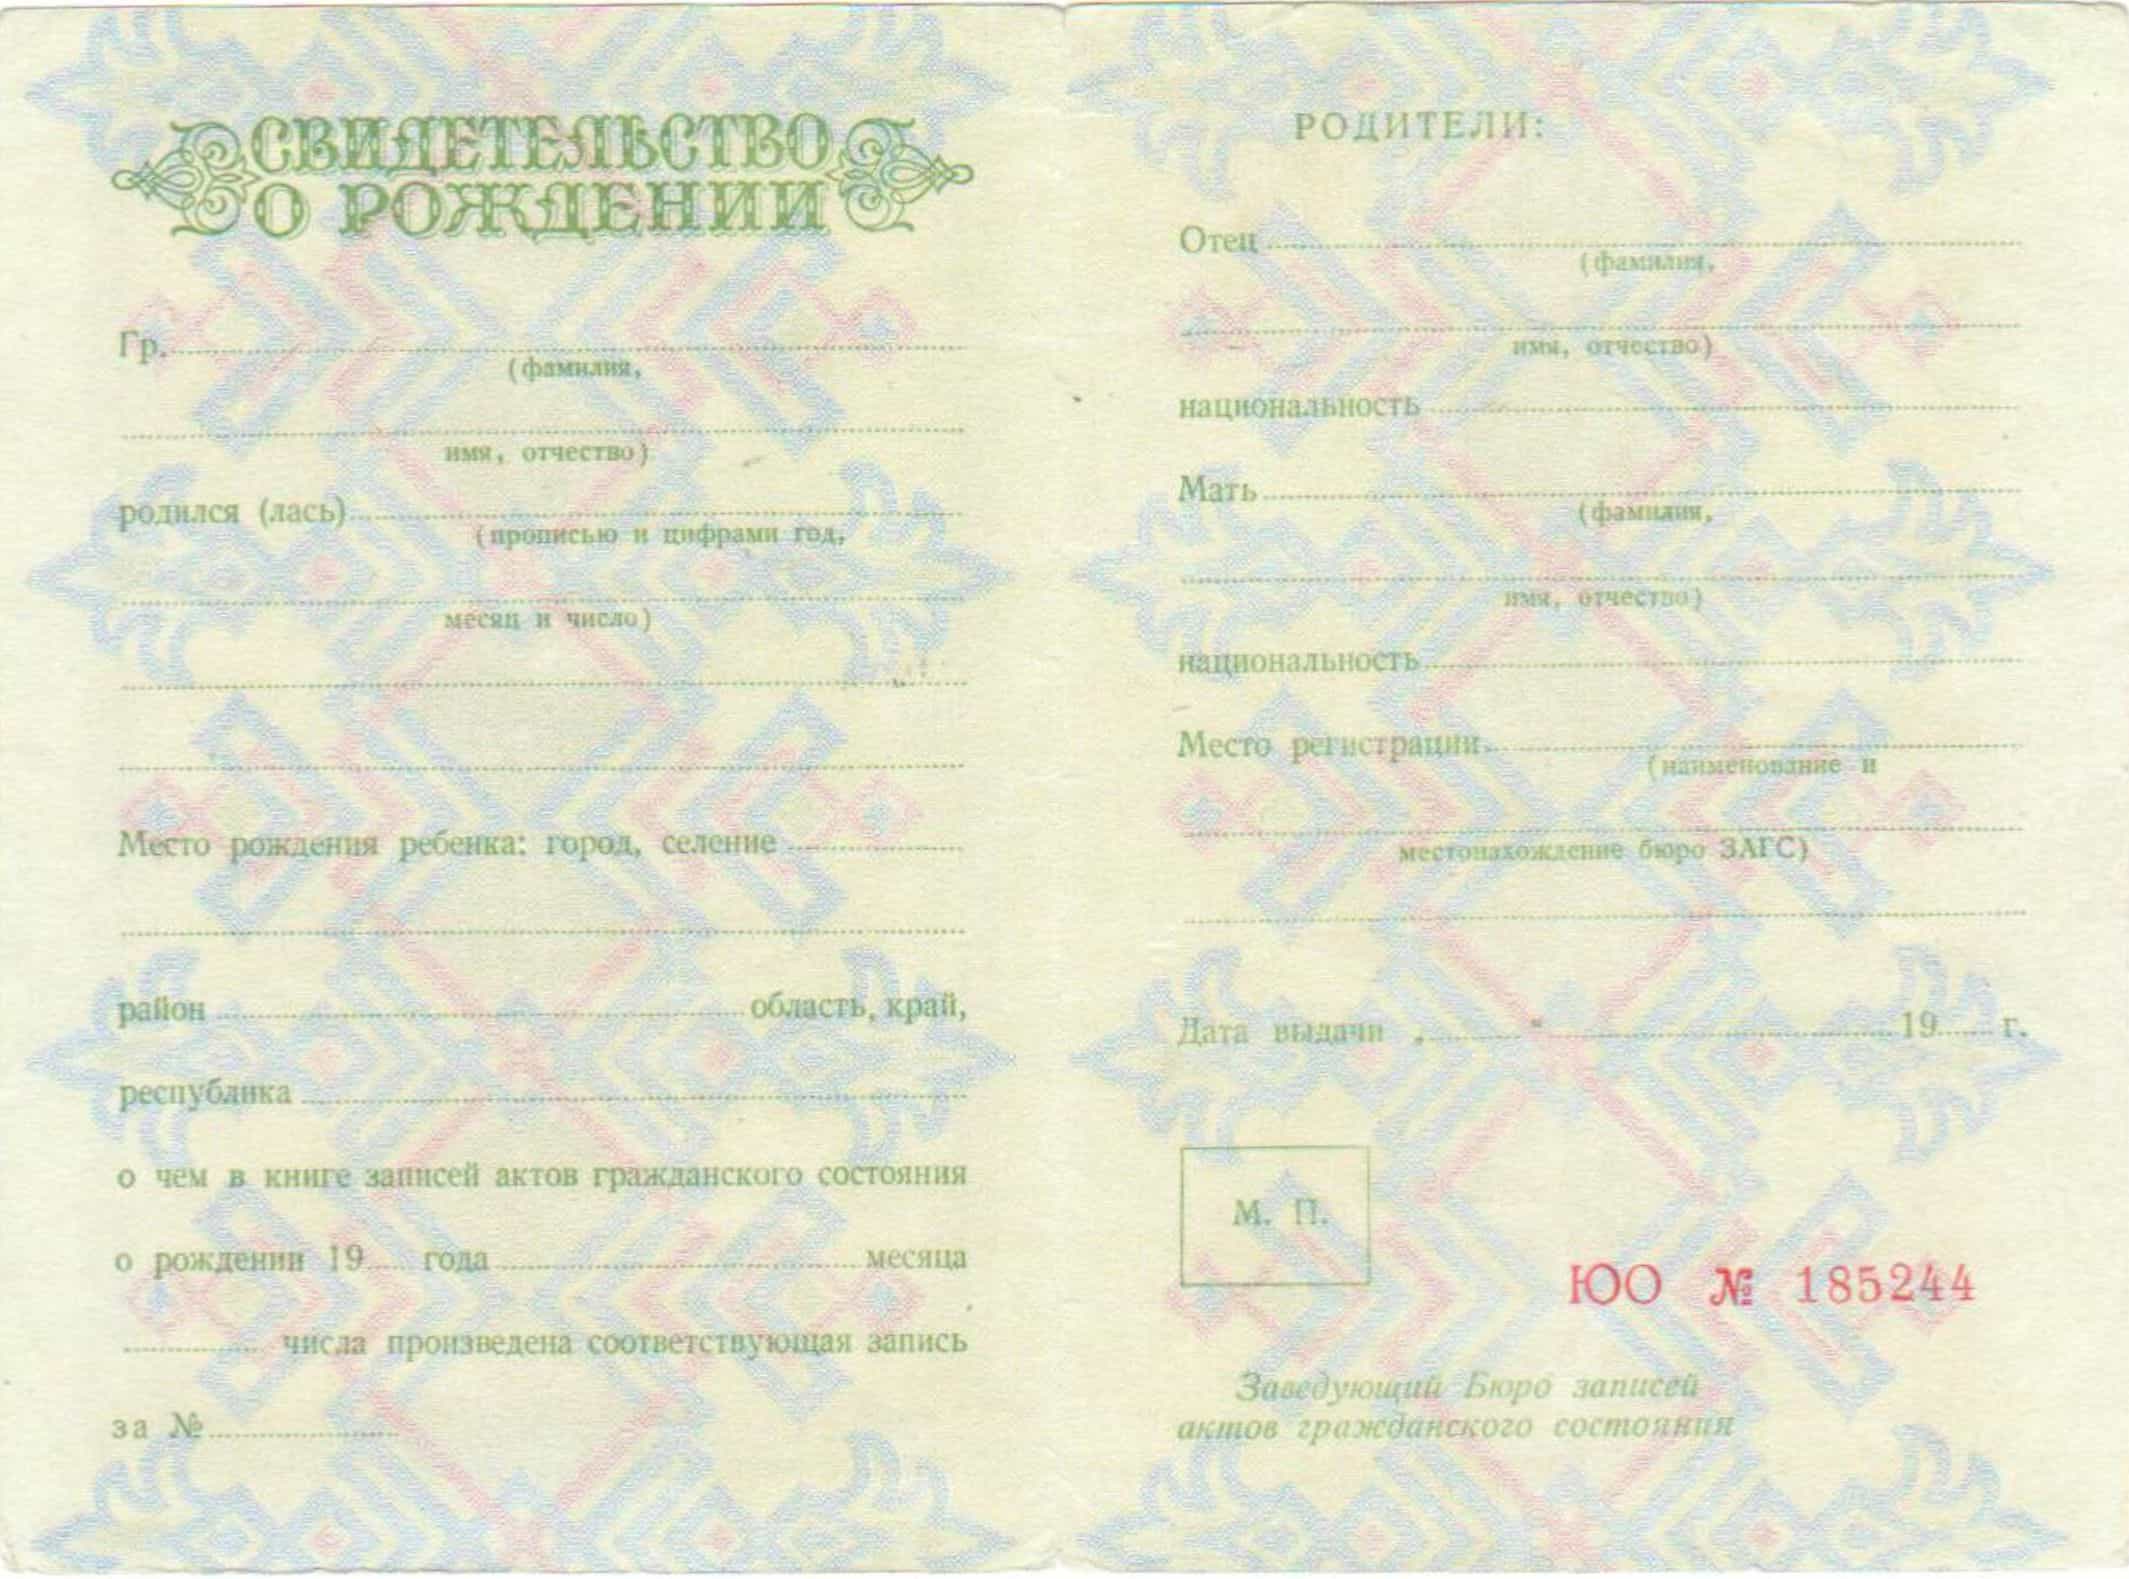 СВИДЕТЕЛЬСТВО
О РОЖДЕНИИ
Гр.
(фамилия,
имя, отчество)
родился (лась)
(прописью и цифрами год,
месяц и число)
Место рождения ребенка: город, селение
район область, край,
республика
о чем в книге записей актов гражданского состояния
о рождении 19 года месяца
числа произведена соответствующая запись
за №
РОДИТЕЛИ:
Отец
(фамилия,
имя, отчество)
национальность
Мать
(фамилия,
имя, отчество)
национальность
Место регистрации
(наименование и
местонахождение бюро ЗАГС)
Дата выдачи „ “ 19 г.
М. П.
ЮО № 185244
Заведующий Бюро записей
актов гражданского состояния